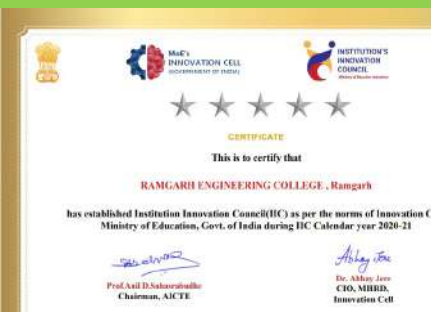 MoE's
INNOVATION CELL
(GOVERNMENT OF INDIA)
INSTITUTION'S
INNOVATION
COUNCIL
CERTIFICATE
This is to certify that
RAMGARH ENGINEERING COLLEGE , Ramgarh
has established Institution Innovation Council(IIC) as per the norms of Innovation C
Ministry of Education, Govt. of India during IIC Calendar year 2020-21
Prof.Anil D.Sahasrabudhe
Chairman, AICTE
Abhay Jere
Dr. Abhay Jere
CIO, MHRD,
Innovation Cell